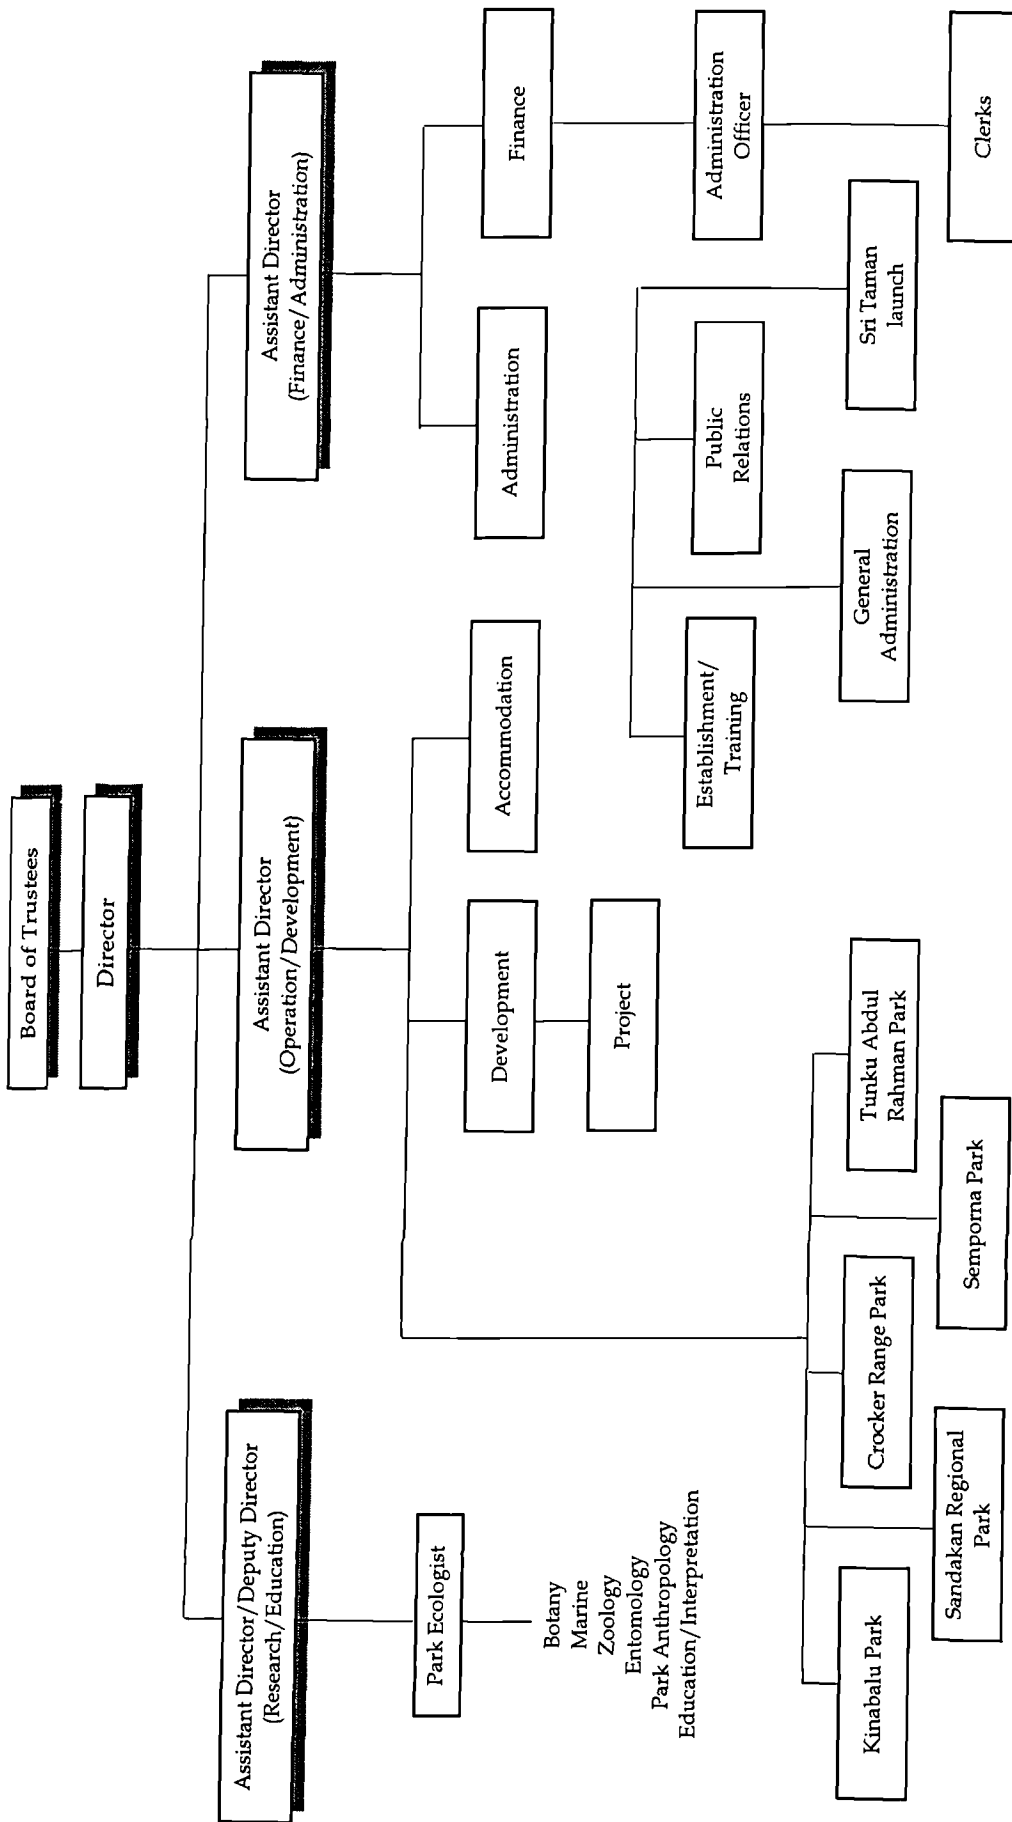 Board of Trustees
Director
Assistant Director/Deputy Director
(Research/Education)
Assistant Director
(Operation/Development)
Assistant Director
(Finance/Administration)
Park Ecologist
Botany
Marine
Zoology
Entomology
Park Anthropology
Education/Interpretation
Development
Accommodation
Project
Administration
Finance
Establishment/
Training
Public
Relations
Administration
Officer
General
Administration
Sri Taman
launch
Clerks
Kinabalu Park
Crocker Range Park
Tunku Abdul
Rahman Park
Sandakan Regional
Park
Semporna Park